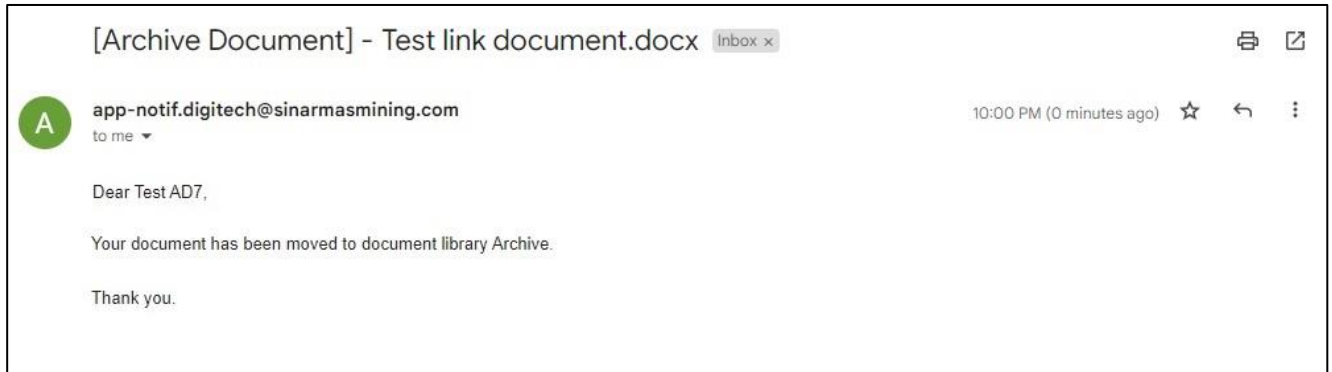 [Archive Document] - Test link document.docx Inbox x
app-notif.digitech@sinarmasmining.com 10:00 PM (0 minutes ago)
A
to me
Dear Test AD7,
Your document has been moved to document library Archive.
Thank you.